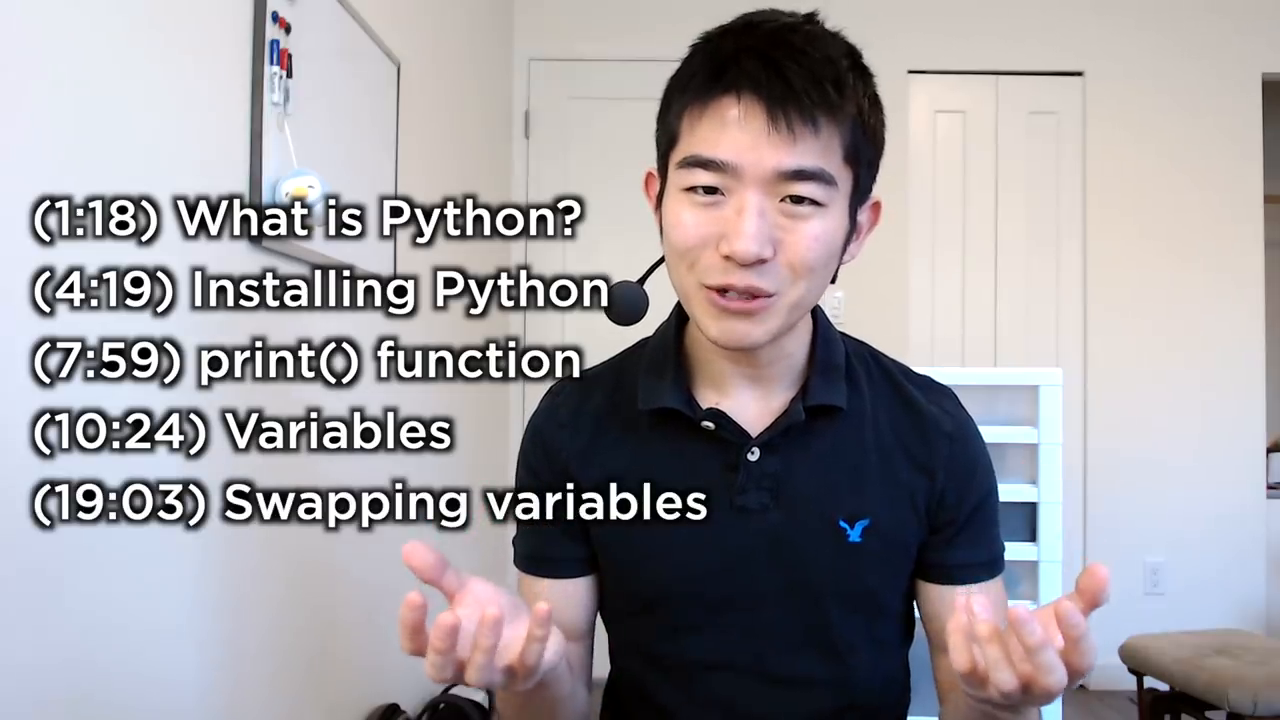 (1:18) What is Python?
(4:19) Installing Python
(7:59) print() function
(10:24) Variables
(19:03) Swapping variables